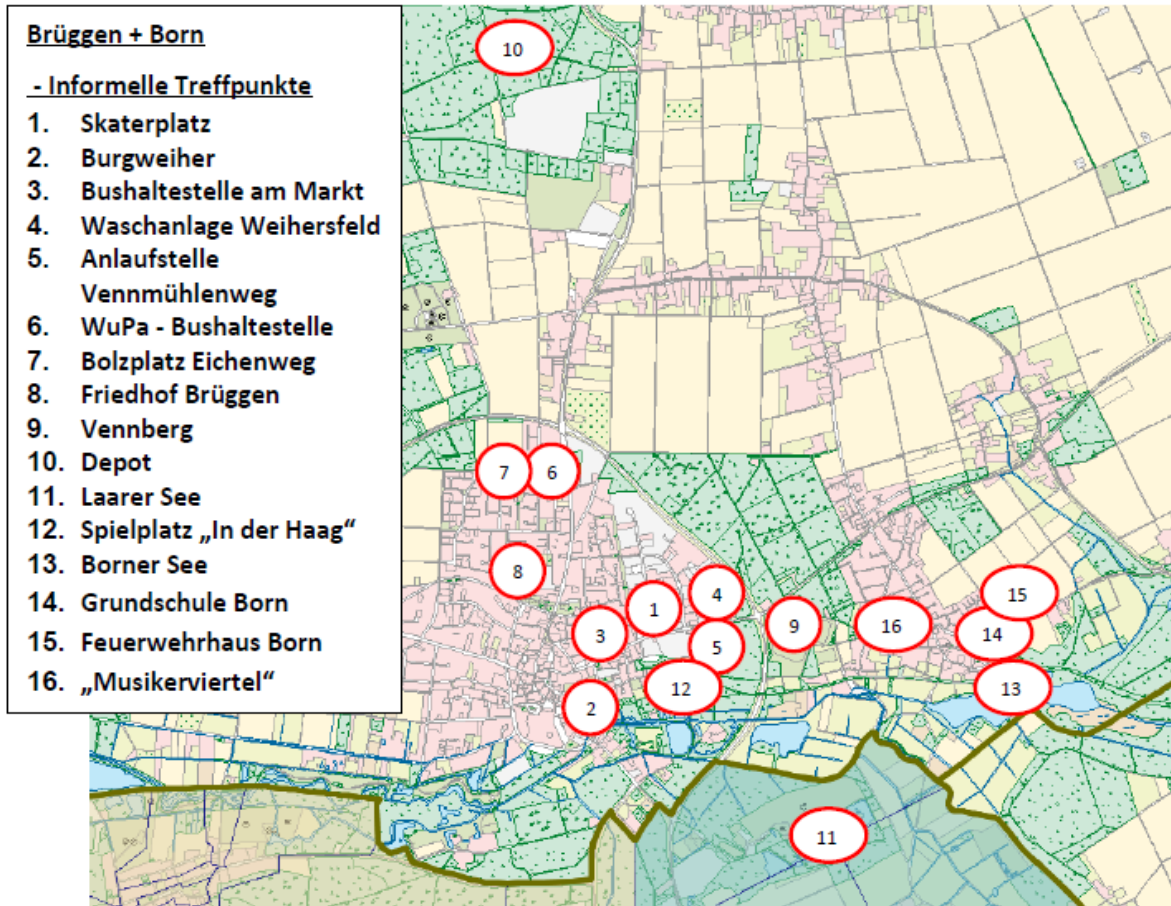 Brüggen + Born
- Informelle Treffpunkte
1. Skaterplatz
2. Burgweiher
3. Bushaltestelle am Markt
4. Waschanlage Weihersfeld
5. Anlaufstelle
Vennmühlenweg
6. WuPa - Bushaltestelle
7. Bolzplatz Eichenweg
8. Friedhof Brüggen
9. Vennberg
10. Depot
11. Laarer See
12. Spielplatz „In der Haag“
13. Borner See
14. Grundschule Born
15. Feuerwehrhaus Born
16. „Musikerviertel“
10
7
6
8
4
1
15
9
16
3
14
5
12
13
2
11